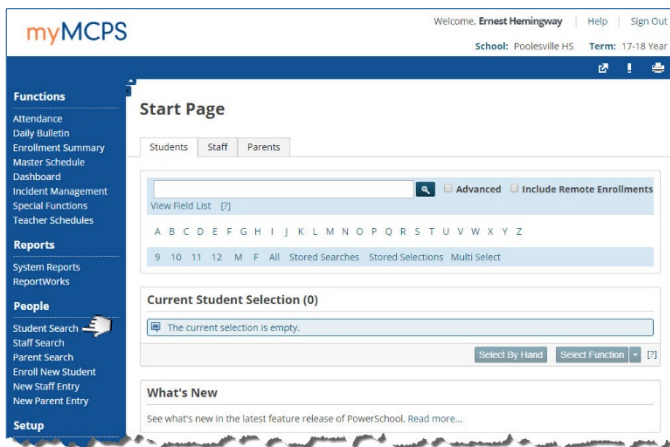 myMCPS
Welcome, Ernest Hemingway | Help | Sign Out
School: Poolesville HS Term: 17-18 Year
Functions
Attendance
Daily Bulletin
Enrollment Summary
Master Schedule
Dashboard
Incident Management
Special Functions
Teacher Schedules
Reports
System Reports
ReportWorks
People
Student Search
Staff Search
Parent Search
Enroll New Student
New Staff Entry
New Parent Entry
Setup
Start Page
Students Staff Parents
Advanced Include Remote Enrollments
View Field List [?]
A B C D E F G H I J K L M N O P Q R S T U V W X Y Z
9 10 11 12 M F All Stored Searches Stored Selections Multi Select
Current Student Selection (0)
The current selection is empty.
Select By Hand Select Function [?]
What's New
See what's new in the latest feature release of PowerSchool. Read more...